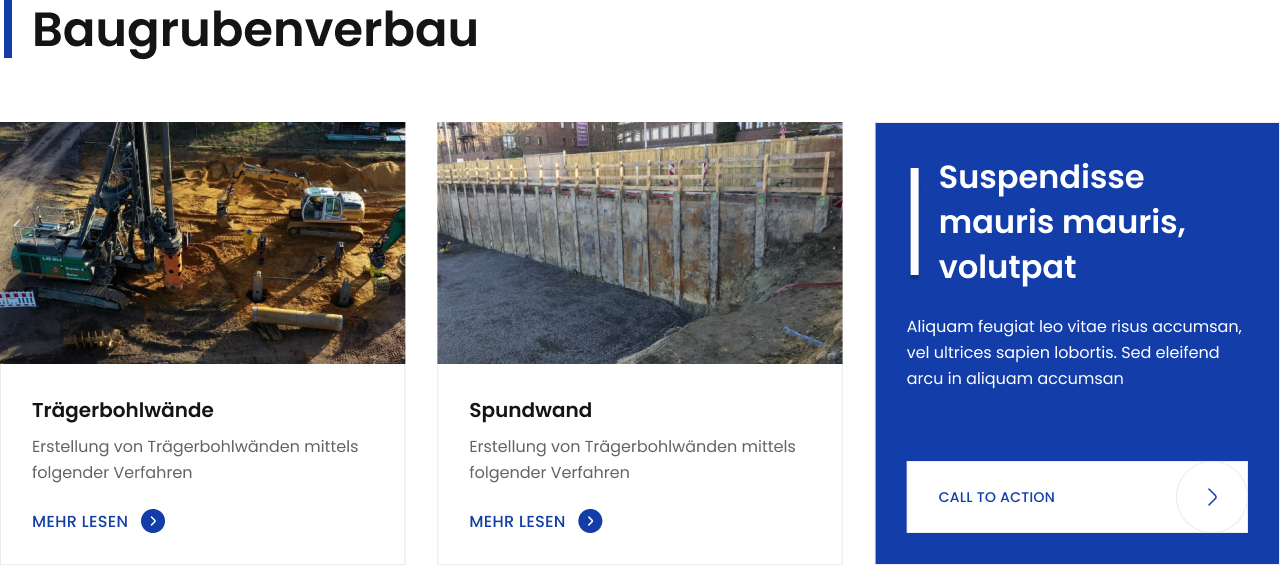 Baugrubenverbau
Suspendisse
mauris mauris,
volutpat
Aliquam feugiat leo vitae risus accumsan,
vel ultrices sapien lobortis. Sed eleifend
arcu in aliquam accumsan
CALL TO ACTION
Trägerbohlwände
Erstellung von Trägerbohlwänden mittels
folgender Verfahren
MEHR LESEN
Spundwand
Erstellung von Trägerbohlwänden mittels
folgender Verfahren
MEHR LESEN